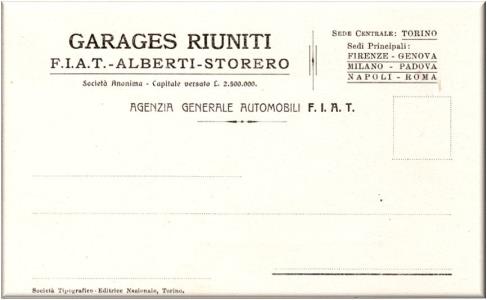 GARAGES RIUNITI
F.I.A.T.-ALBERTI-STORERO
Società Anonima - Capitale versato £. 2.500.000.
SEDE CENTRALE: TORINO
Sedi Principali:
FIRENZE - GENOVA
MILANO - PADOVA
NAPOLI - ROMA
AGENZIA GENERALE AUTOMOBILI F. I. A. T.
Società Tipografico-Editrice Nazionale, Torino.